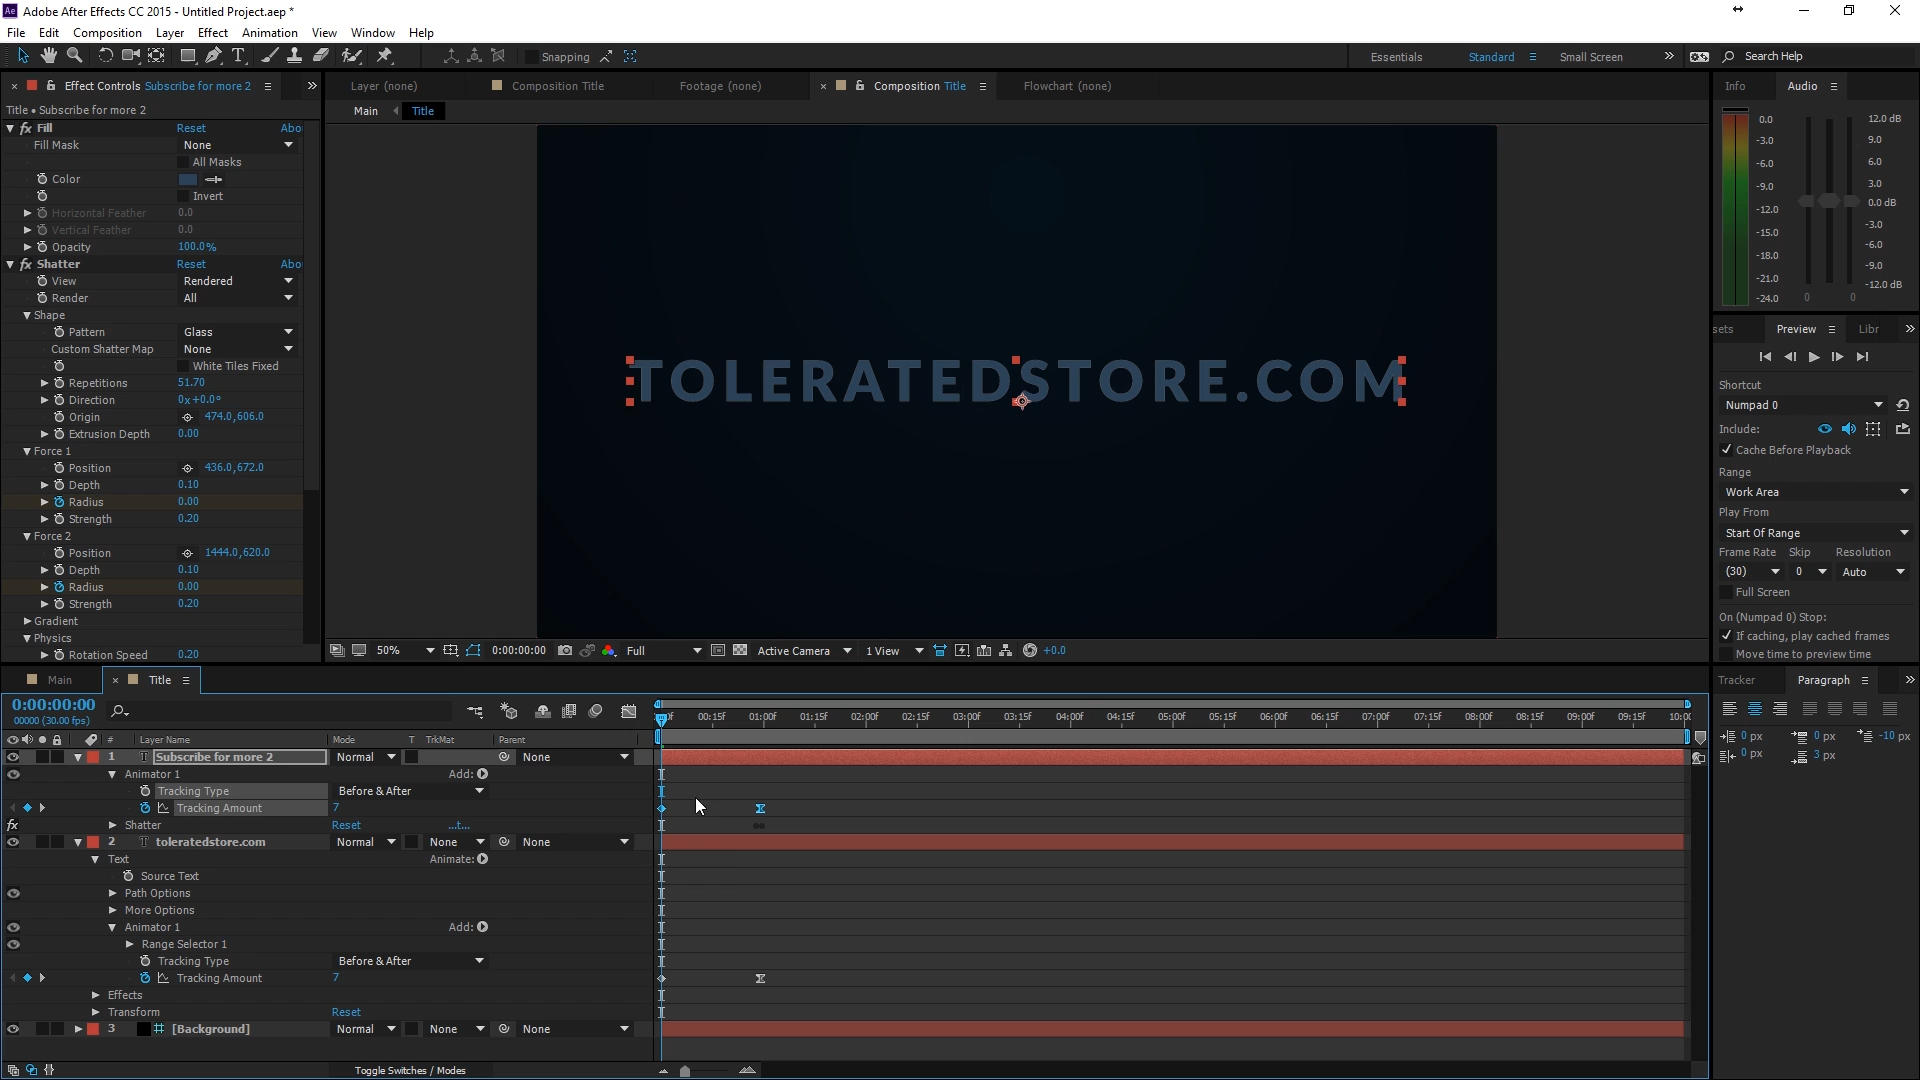 Adobe After Effects CC 2015 - Untitled Project.aep *
File Edit Composition Layer Effect Animation View Window Help
Snapping
Essentials Standard Small Screen Search Help
Effect Controls Subscribe for more 2
Layer (none) Composition Title Footage (none) Composition Title Flowchart (none)
Info Audio
Title • Subscribe for more 2
Main Title
fx Fill Reset Abo
Fill Mask None
All Masks
Color
Invert
Horizontal Feather 0.0
Vertical Feather 0.0
Opacity 100.0%
fx Shatter Reset Abo
View Rendered
Render All
Shape
Pattern Glass
Custom Shatter Map None
White Tiles Fixed
Repetitions 51.70
Direction 0x+0.0°
Origin 474.0,606.0
Extrusion Depth 0.00
Force 1
Position 436.0,672.0
Depth 0.10
Radius 0.00
Strength 0.20
Force 2
Position 1444.0,620.0
Depth 0.10
Radius 0.00
Strength 0.20
Gradient
Physics
Rotation Speed 0.20
TOLERATEDSTORE.COM
50% 0:00:00:00 Full Active Camera 1 View +0.0
0.0 12.0 dB
-3.0 9.0
-6.0 6.0
-9.0 3.0
-12.0 0.0 dB
-15.0 -3.0
-18.0 -6.0
-21.0 -9.0
-24.0 0 0 -12.0 dB
sets Preview Libr
Shortcut
Numpad 0
Include:
Cache Before Playback
Range
Work Area
Play From
Start Of Range
Frame Rate Skip Resolution
(30) 0 Auto
Full Screen
On (Numpad 0) Stop:
If caching, play cached frames
Move time to preview time
Tracker Paragraph
0 px 0 px -10 px
0 px 3 px
Main Title
0:00:00:00
00000 (30.00 fps)
00:15f 01:00f 01:15f 02:00f 02:15f 03:00f 03:15f 04:00f 04:15f 05:00f 05:15f 06:00f 06:15f 07:00f 07:15f 08:00f 08:15f 09:00f 09:15f 10:00
# Layer Name Mode T TrkMat Parent
1 T Subscribe for more 2 Normal None
Animator 1 Add:
Tracking Type Before & After
Tracking Amount 7
fx Shatter Reset ...t...
2 T toleratedstore.com Normal None None
Text Animate:
Source Text
Path Options
More Options
Animator 1 Add:
Range Selector 1
Tracking Type Before & After
Tracking Amount 7
Effects
Transform Reset
3 [Background] Normal None None
Toggle Switches / Modes